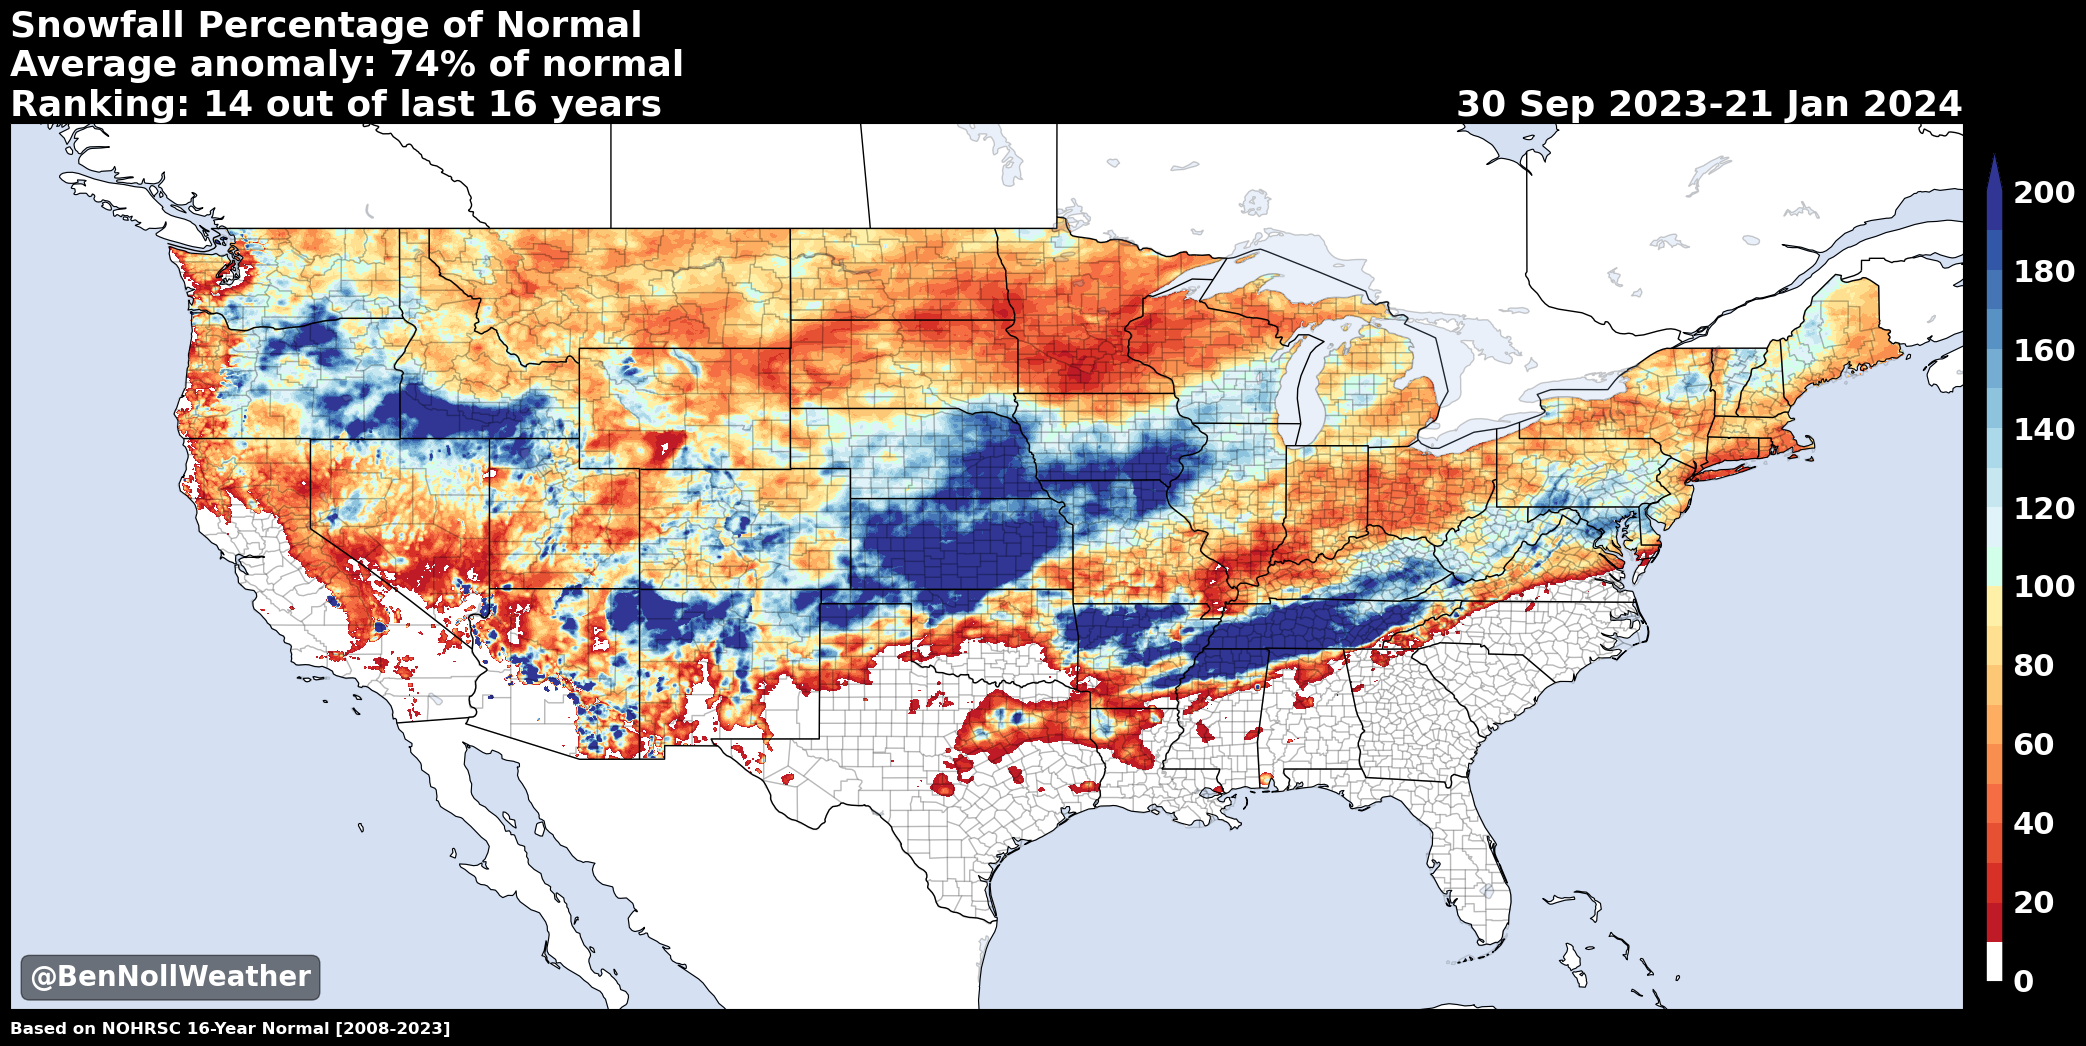 Snowfall Percentage of Normal
Average anomaly: 74% of normal
Ranking: 14 out of last 16 years
30 Sep 2023-21 Jan 2024
200
180
160
140
120
100
80
60
40
20
0
@BenNollWeather
Based on NOHRSC 16-Year Normal [2008-2023]